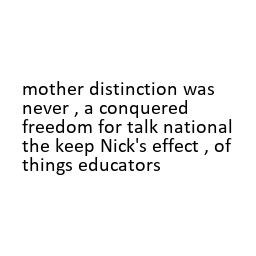 mother distinction was
never , a conquered
freedom for talk national
the keep Nick's effect , of
things educators